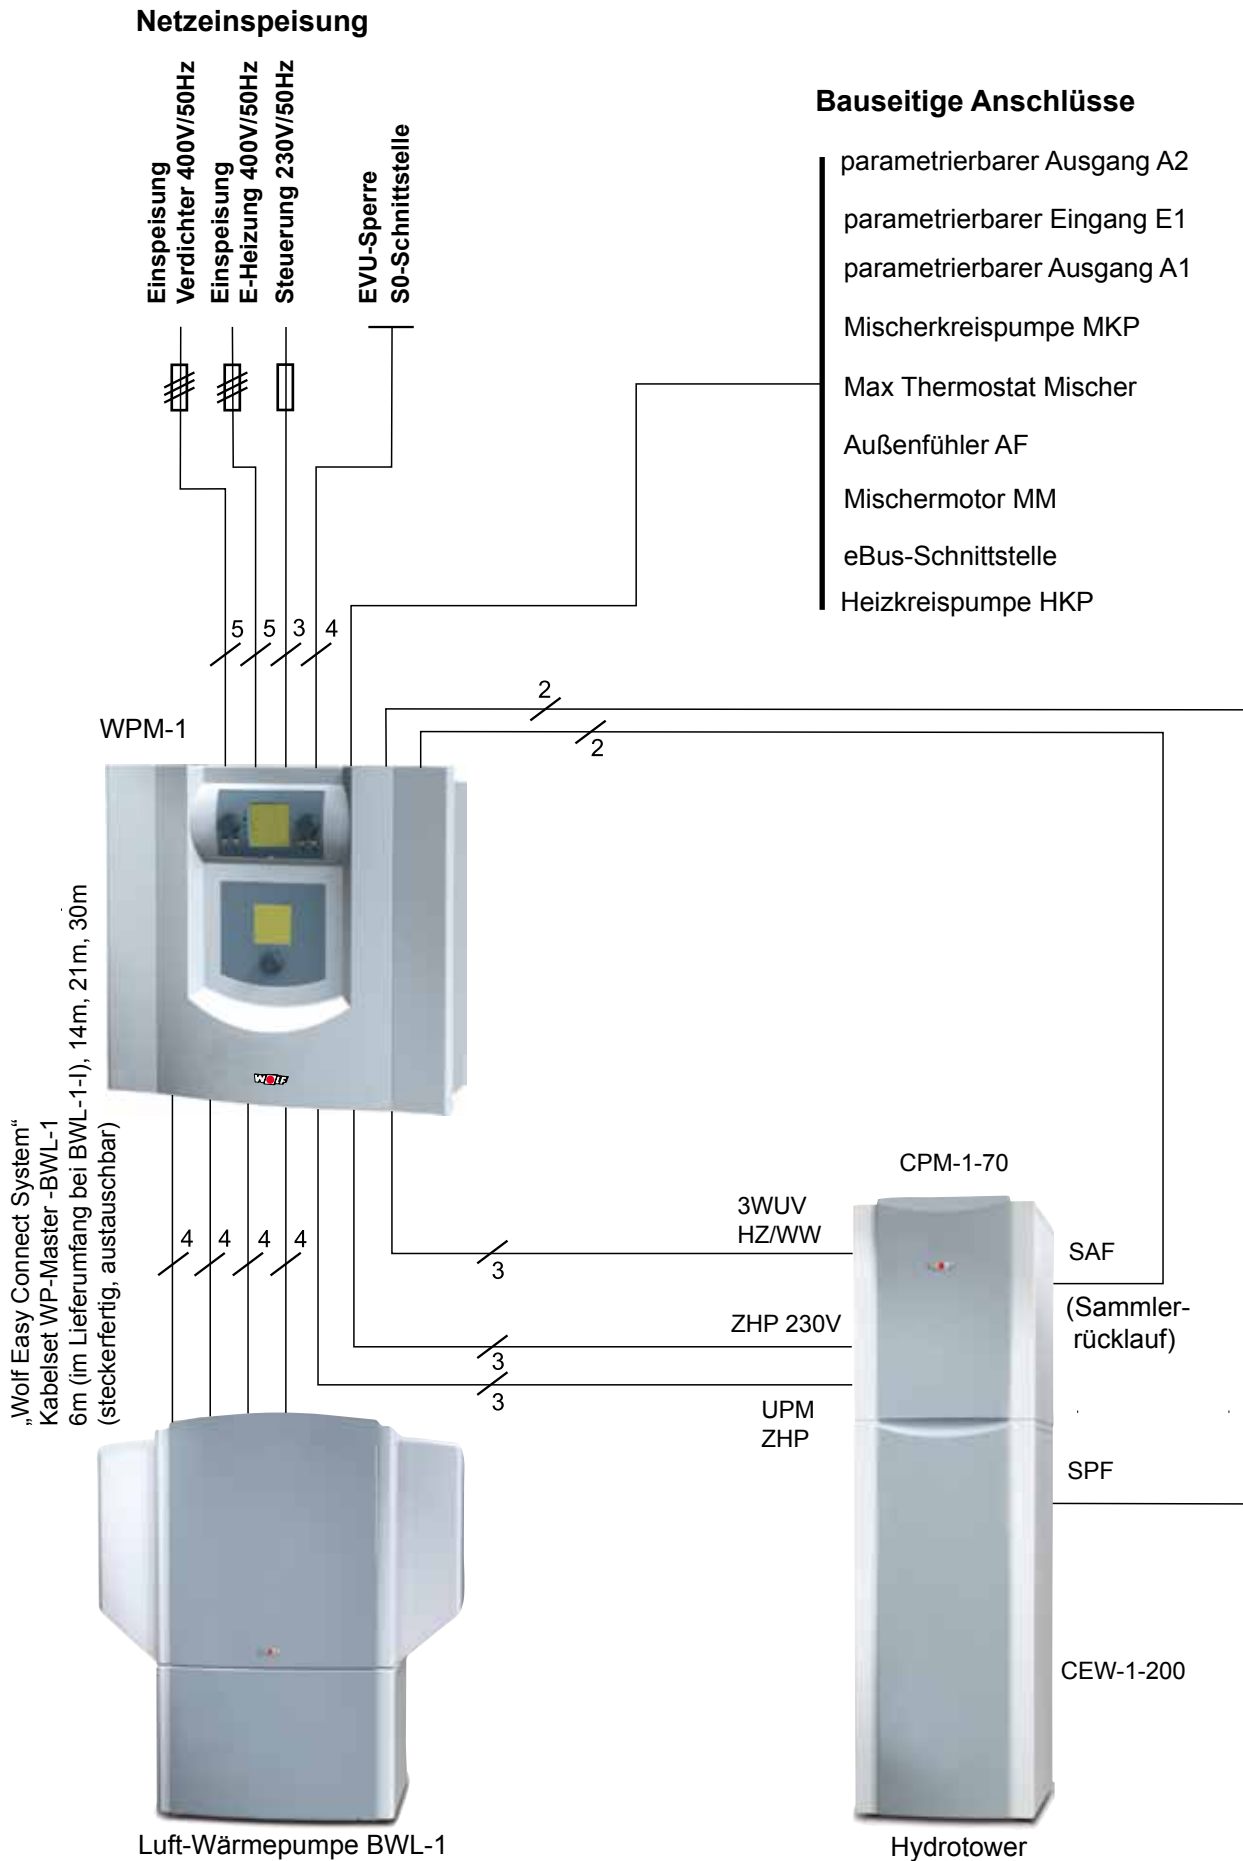 Netzeinspeisung
Einspeisung
Verdichter 400V/50Hz
Einspeisung
E-Heizung 400V/50Hz
Steuerung 230V/50Hz
EVU-Sperre
S0-Schnittstelle
Bauseitige Anschlüsse
parametrierbarer Ausgang A2
parametrierbarer Eingang E1
parametrierbarer Ausgang A1
Mischerkreispumpe MKP
Max Thermostat Mischer
Außenfühler AF
Mischermotor MM
eBus-Schnittstelle
Heizkreispumpe HKP
5 5 3 4
2
2
WPM-1
WOLF
„Wolf Easy Connect System“
Kabelset WP-Master -BWL-1
6m (im Lieferumfang bei BWL-1-I), 14m, 21m, 30m
(steckerfertig, austauschbar)
4 4 4 4
CPM-1-70
3WUV
HZ/WW
3
SAF
(Sammler-
rücklauf)
ZHP 230V
3
3
UPM
ZHP
SPF
CEW-1-200
Luft-Wärmepumpe BWL-1
Hydrotower